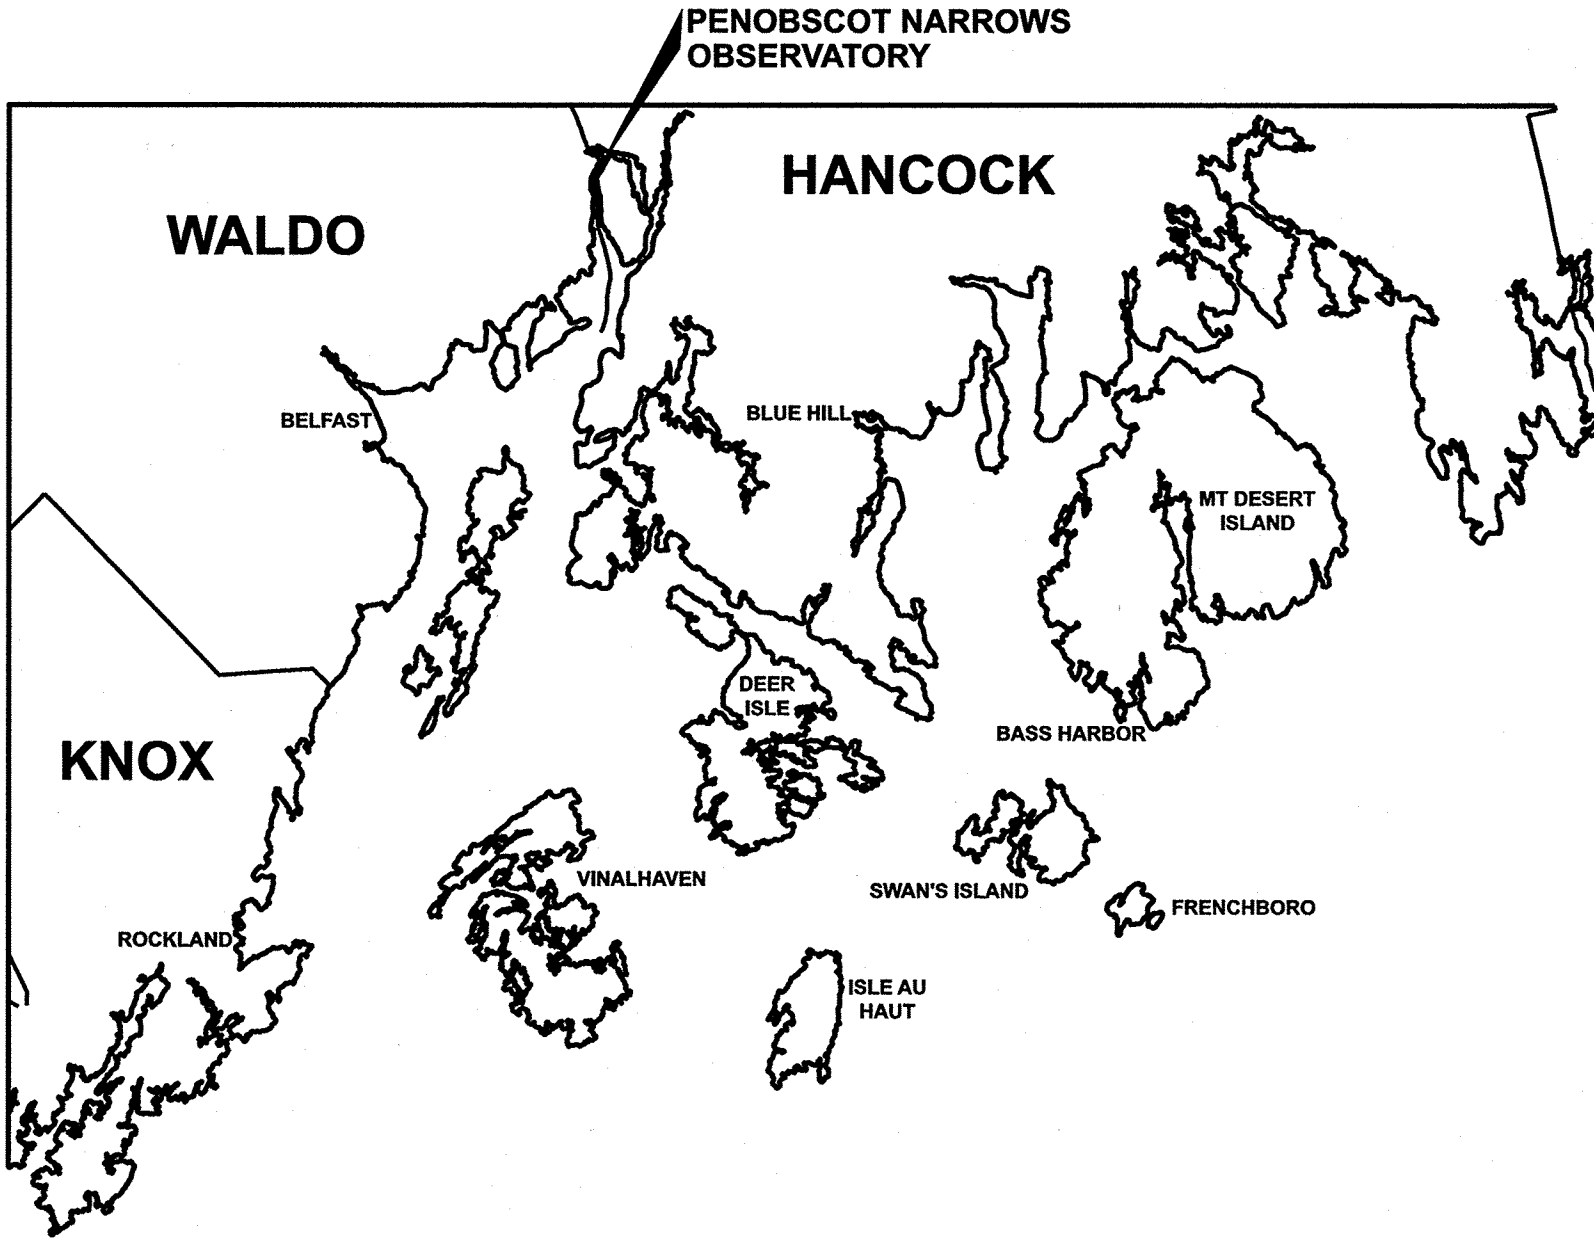 PENOBSCOT NARROWS
OBSERVATORY
HANCOCK
WALDO
BELFAST
BLUE HILL
MT DESERT
ISLAND
DEER
ISLE
BASS HARBOR
KNOX
VINALHAVEN
SWAN'S ISLAND
FRENCHBORO
ROCKLAND
ISLE AU
HAUT